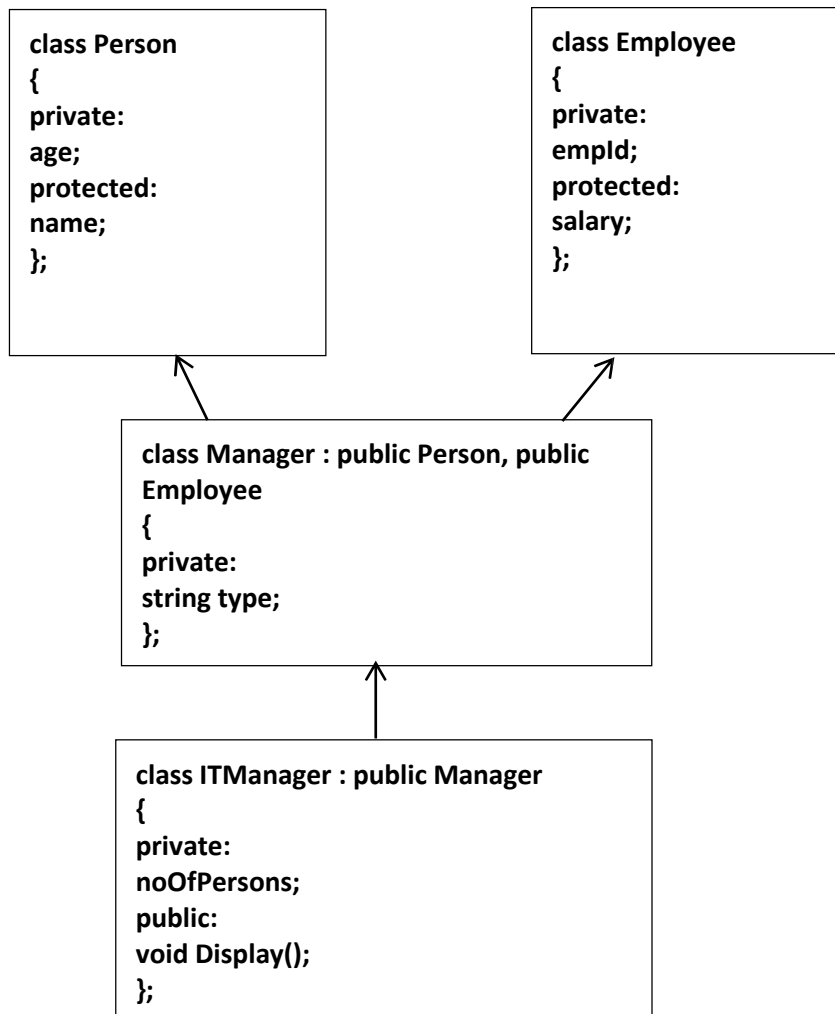 class Person
{
private:
age;
protected:
name;
};
class Employee
{
private:
empId;
protected:
salary;
};
class Manager : public Person, public
Employee
{
private:
string type;
};
class ITManager : public Manager
{
private:
noOfPersons;
public:
void Display();
};